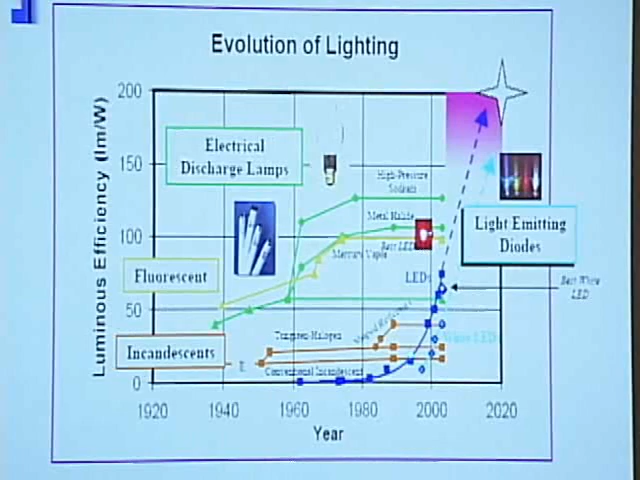 Evolution of Lighting
Luminous Efficiency (lm/W)
200
150
100
50
0
Electrical
Discharge Lamps
High-Pressure
Sodium
Metal Halide
Best LED
Mercury Vapor
Light Emitting
Diodes
Fluorescent
LEDs
Best White
LED
White LEDs
Tungsten-Halogen
Incandescents
Conventional Incandescent
1920
1940
1960
1980
2000
2020
Year